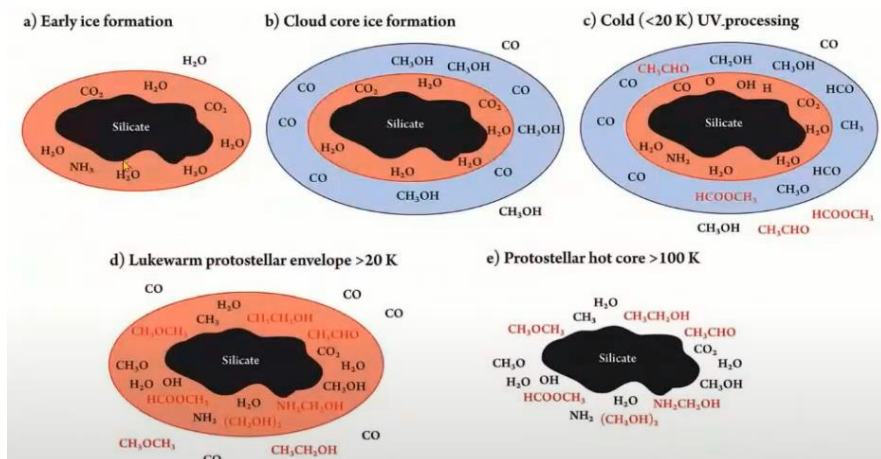 a) Early ice formation
H₂O
CO₂
H₂O
CO₂
Silicate
H₂O
H₂O
NH₃
H₂O
H₂O
b) Cloud core ice formation
CO
CH₃OH
CH₃OH
CO
H₂O
CO₂
CO
CO₂
CO
Silicate
H₂O
CH₃OH
H₂O
H₂O
CO
H₂O
CO
CH₃OH
CH₃OH
c) Cold (<20 K) UV processing
CO
CH₂OH
CH₃CHO
CH₃OH
CO
CO
O
OH
H
HCO
CO₂
CO
Silicate
H₂O
CH₃
H₂O
NH₂
H₂O
H₂O
HCO
CO
HCOOCH₃
CH₃O
HCOOCH₃
CH₃OH
CH₃CHO
d) Lukewarm protostellar envelope >20 K
CO
CO
H₂O
CH₃
CH₃CH₂OH
CO
CH₃OCH₃
CH₃CHO
Silicate
CO₂
CH₃O
H₂O
H₂O
OH
CH₃OH
HCOOCH₃
H₂O
NH₂CH₂OH
NH₂
(CH₂OH)₂
CO
CH₃OCH₃
CH₃CH₂OH
CO
e) Protostellar hot core >100 K
H₂O
CH₃
CH₃CH₂OH
CH₃OCH₃
CH₃CHO
Silicate
CO₂
CH₃O
H₂O
H₂O
OH
CH₃OH
HCOOCH₃
H₂O
NH₂CH₂OH
NH₂
(CH₂OH)₂